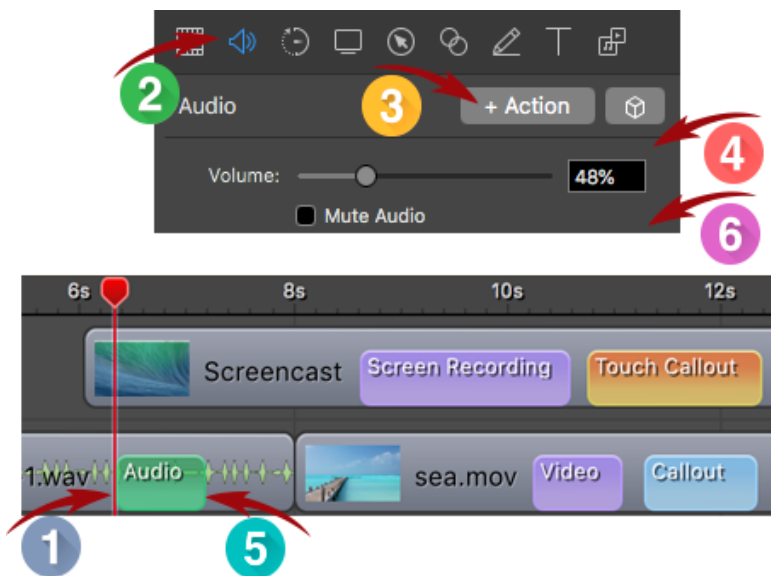 2
Audio
3
+ Action
4
Volume:
48%
Mute Audio
6
6s
8s
10s
12s
Screencast
Screen Recording
Touch Callout
1.wav
Audio
sea.mov
Video
Callout
1
5